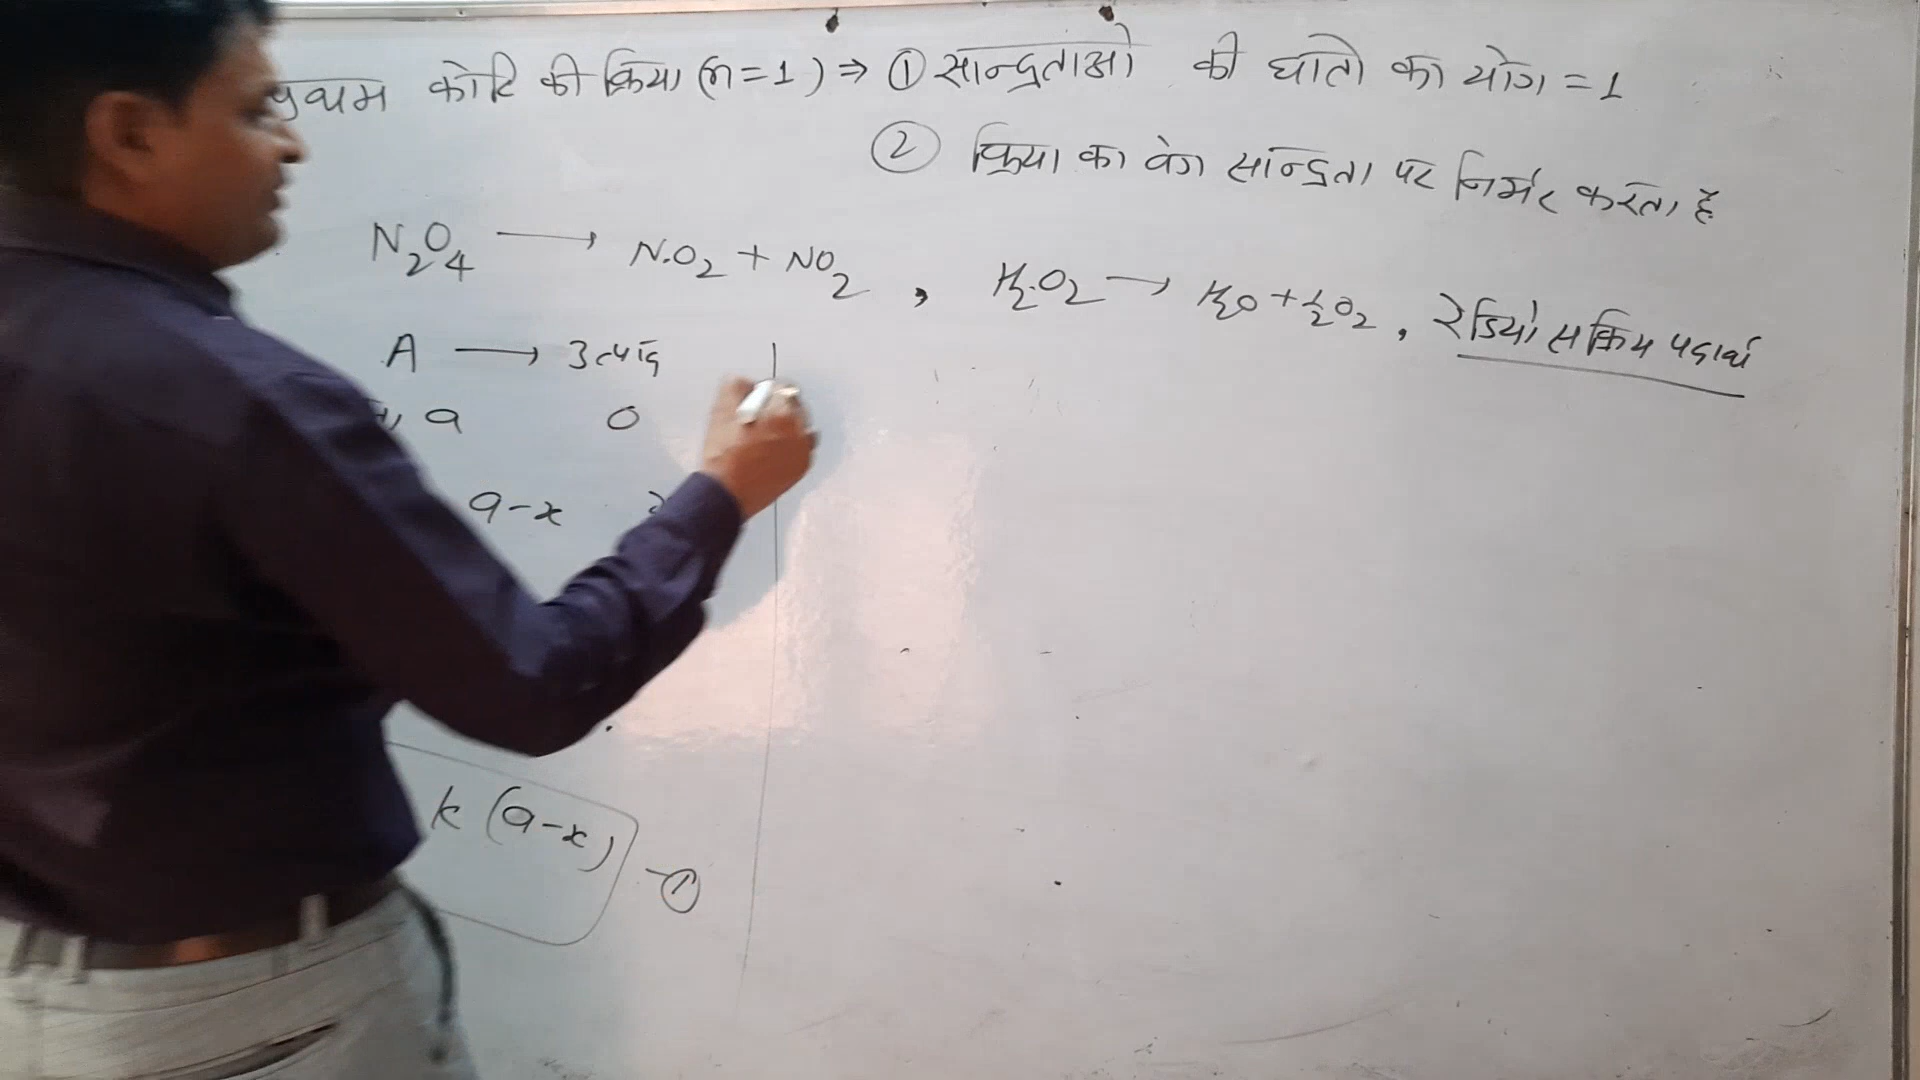 प्रथम कोटि की क्रिया (n=1) ⇒ ① सान्द्रताओ की घातो का योग = 1
② क्रिया का वेग सान्द्रता पर निर्भर करता है
N₂O₄ → NO₂ + NO₂ , H₂O₂ → H₂O + ½O₂ , रेडियो सक्रिय पदार्थ
A → उत्पाद
a 0
a-x
k (a-x) -①